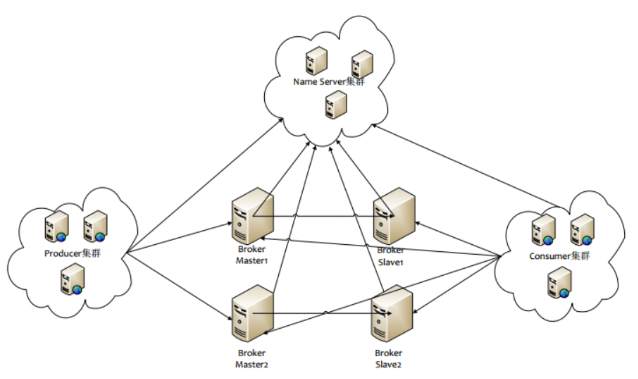 Name Server集群
Producer集群
Broker
Master1
Broker
Slave1
Consumer集群
Broker
Master2
Broker
Slave2